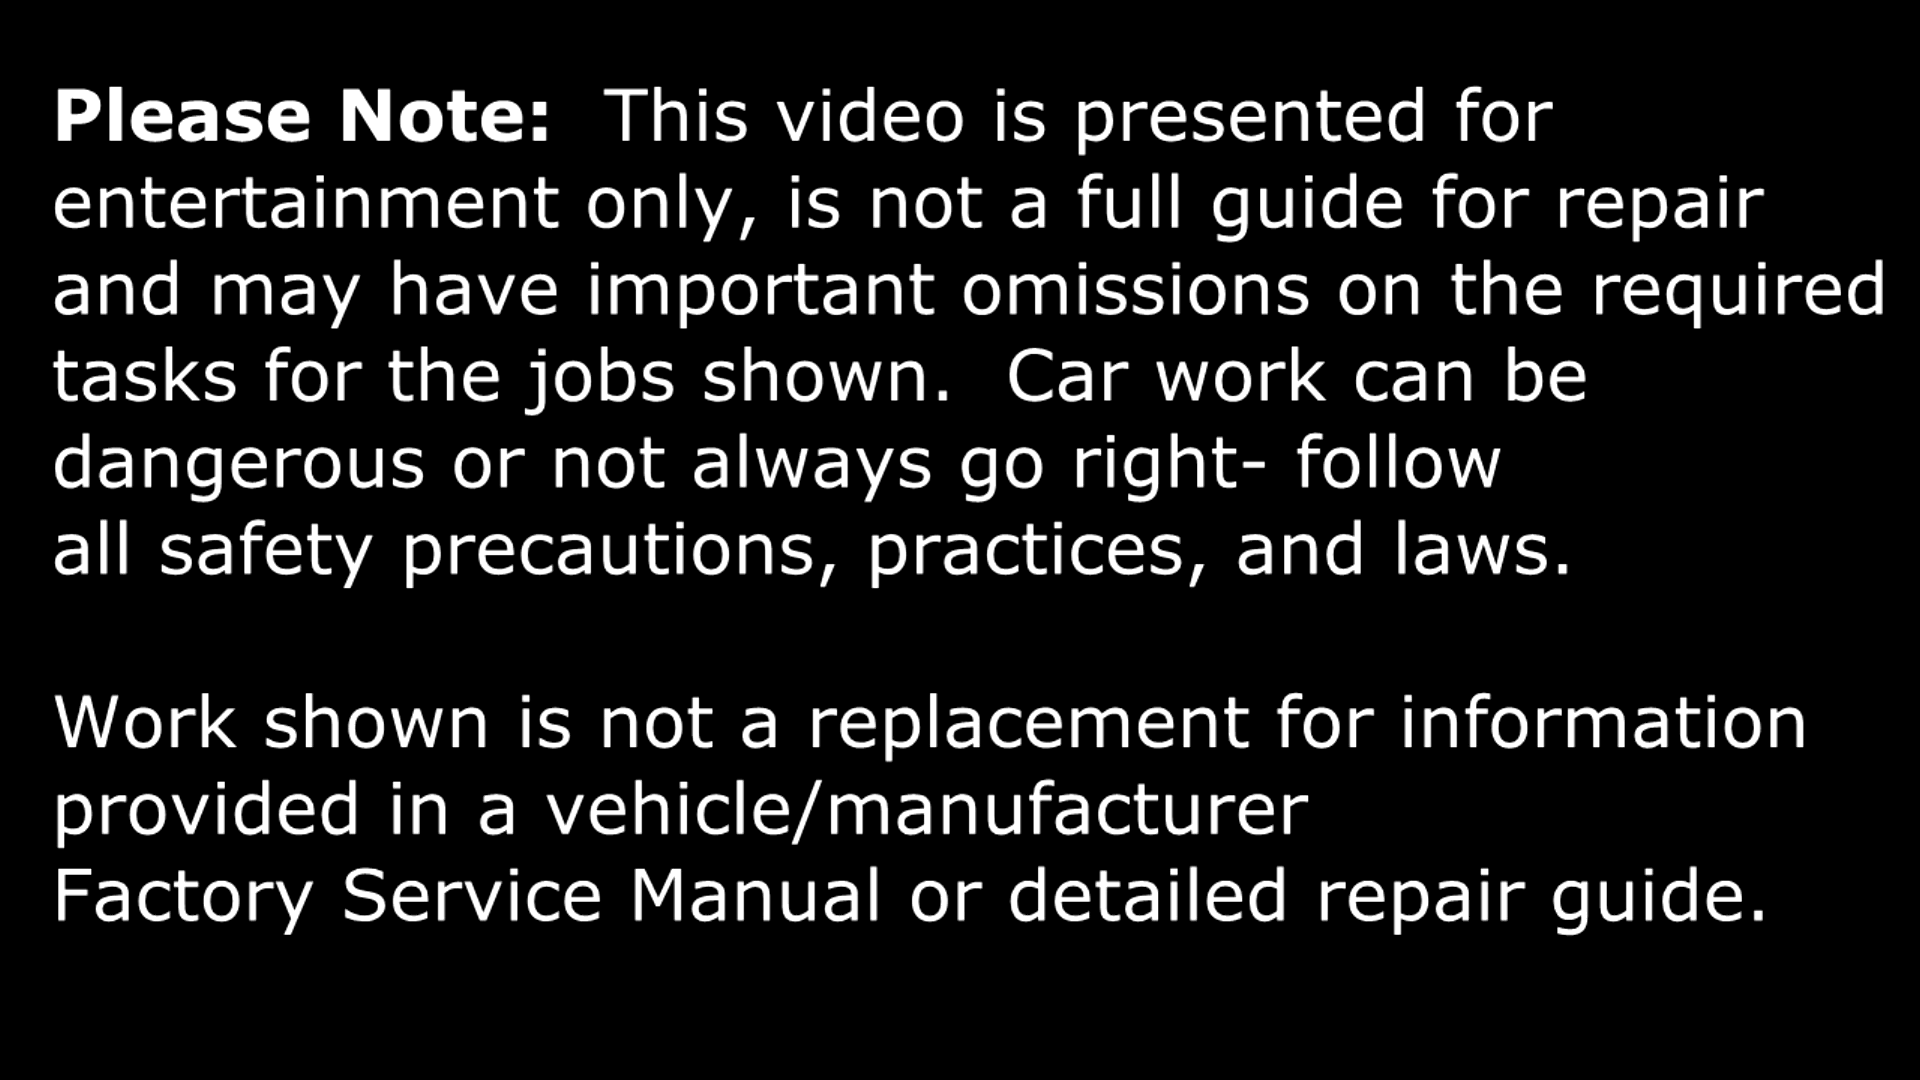 Please Note:  This video is presented for
entertainment only, is not a full guide for repair
and may have important omissions on the required
tasks for the jobs shown.  Car work can be
dangerous or not always go right- follow
all safety precautions, practices, and laws.
Work shown is not a replacement for information
provided in a vehicle/manufacturer
Factory Service Manual or detailed repair guide.